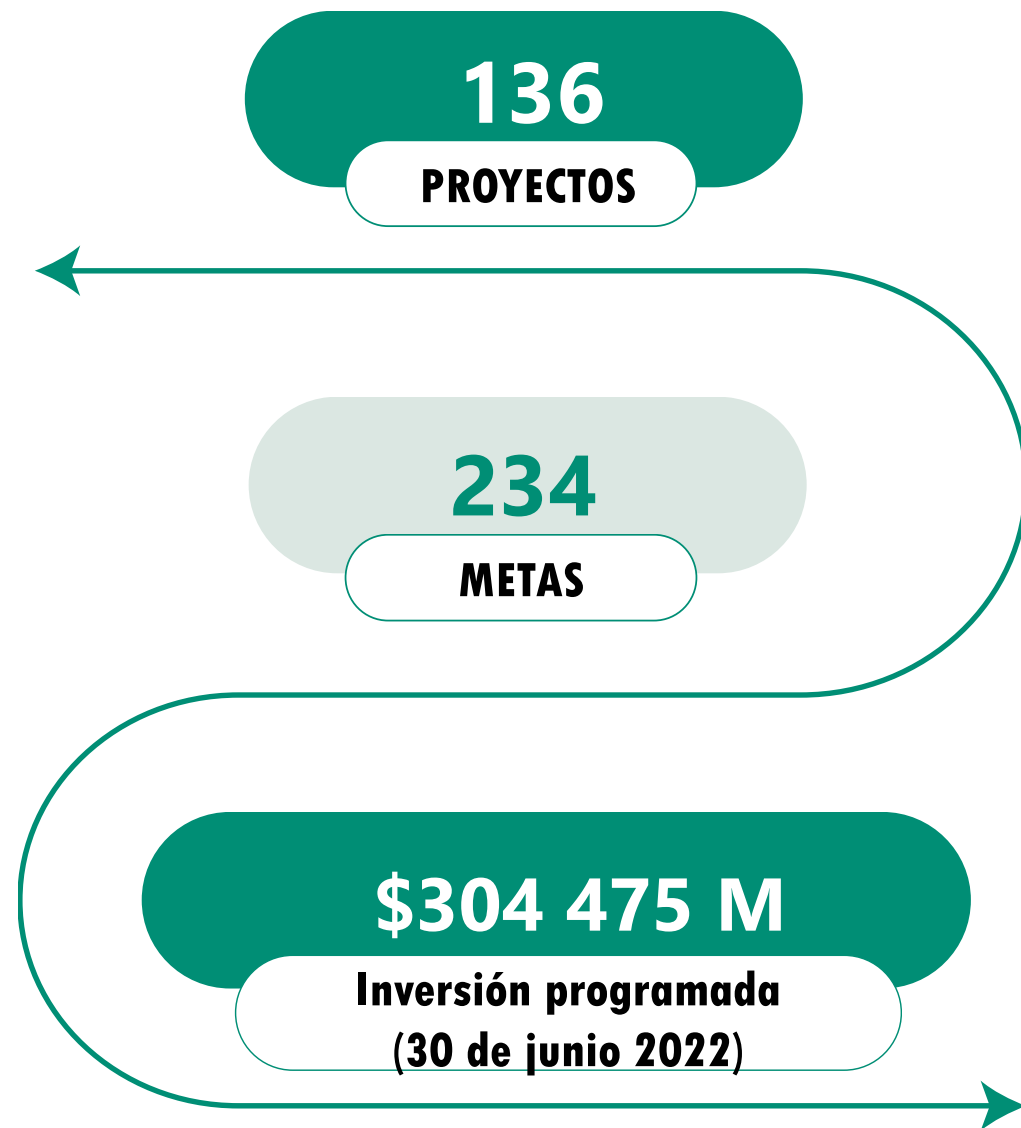 136
PROYECTOS
234
METAS
$304 475 M
Inversión programada
(30 de junio 2022)